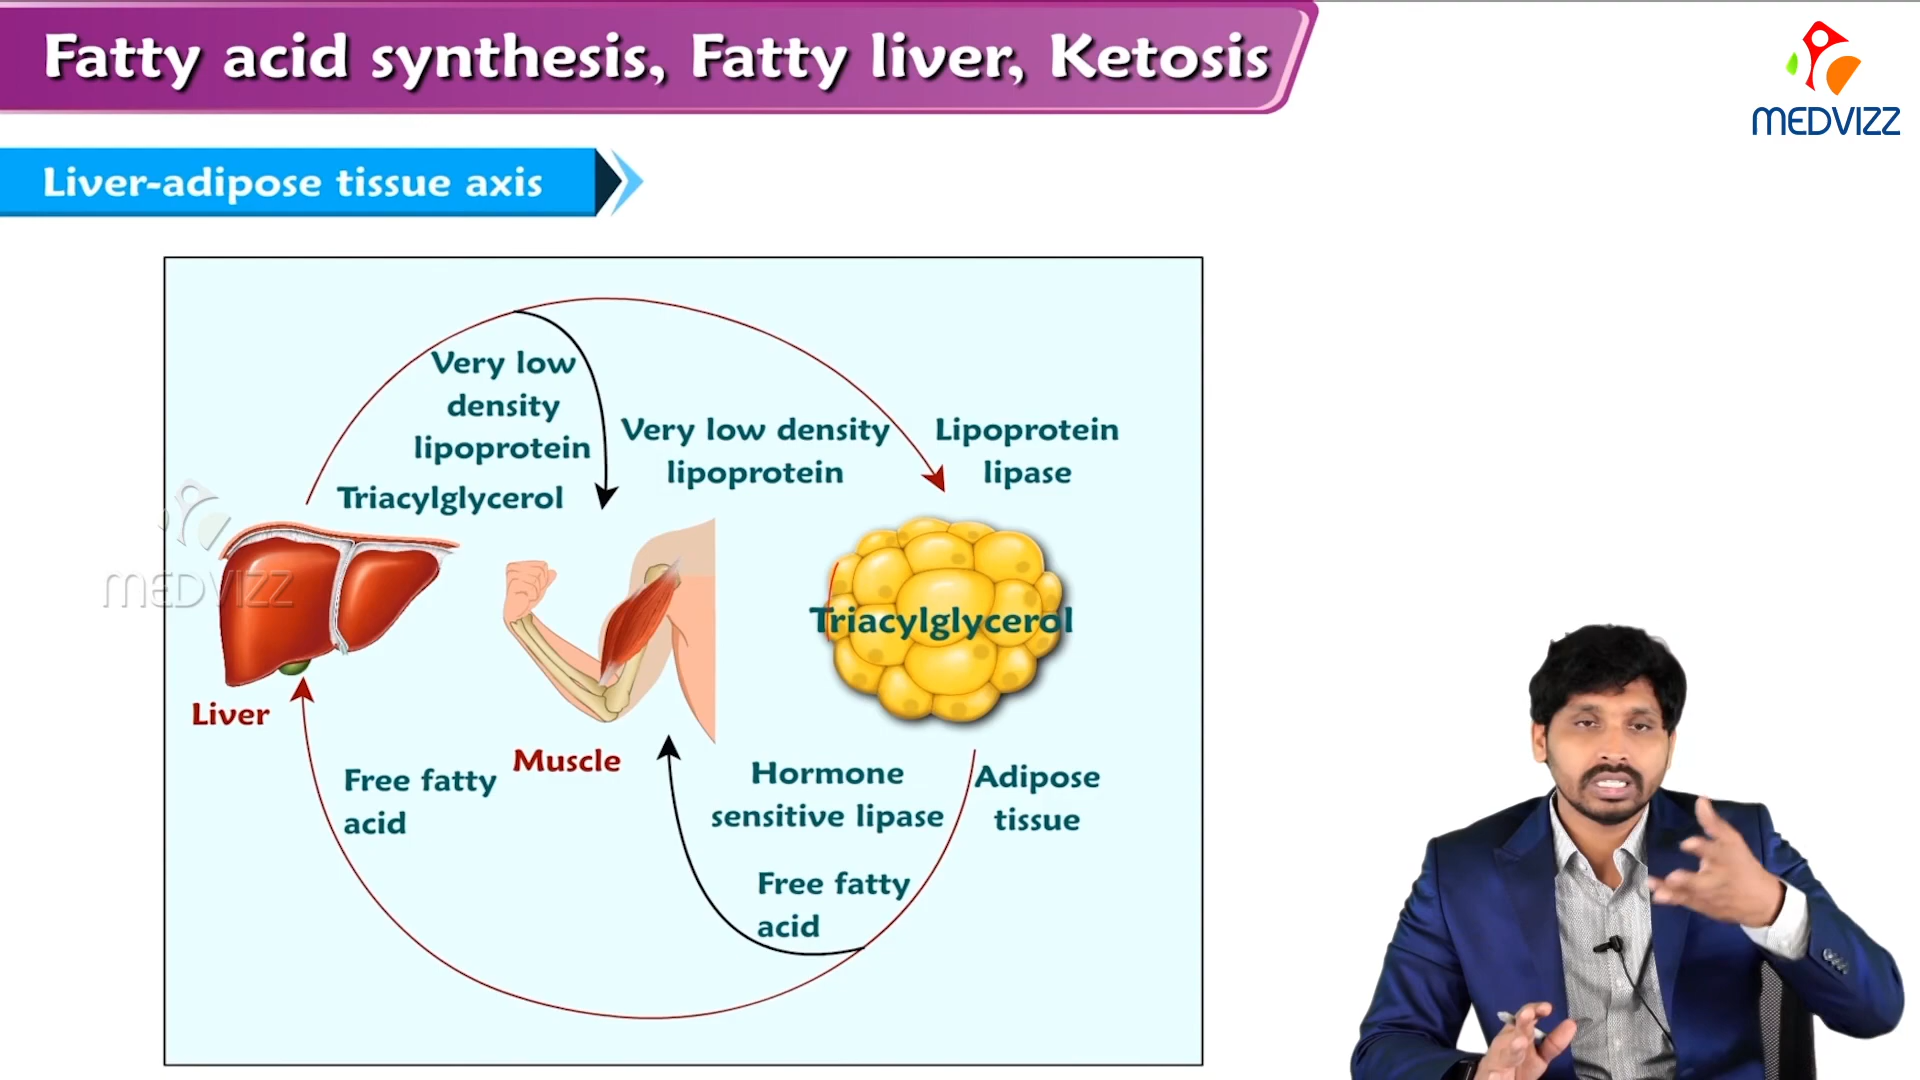 Fatty acid synthesis, Fatty liver, Ketosis
MEDVIZZ
Liver-adipose tissue axis
Very low
density
lipoprotein
Triacylglycerol
Very low density
lipoprotein
Lipoprotein
lipase
MEDVIZZ
Triacylglycerol
Liver
Muscle
Free fatty
acid
Hormone
sensitive lipase
Adipose
tissue
Free fatty
acid